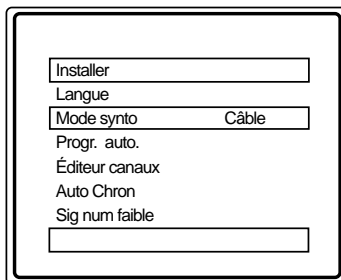 Installer
Langue
Mode synto Câble
Progr. auto.
Éditeur canaux
Auto Chron
Sig num faible